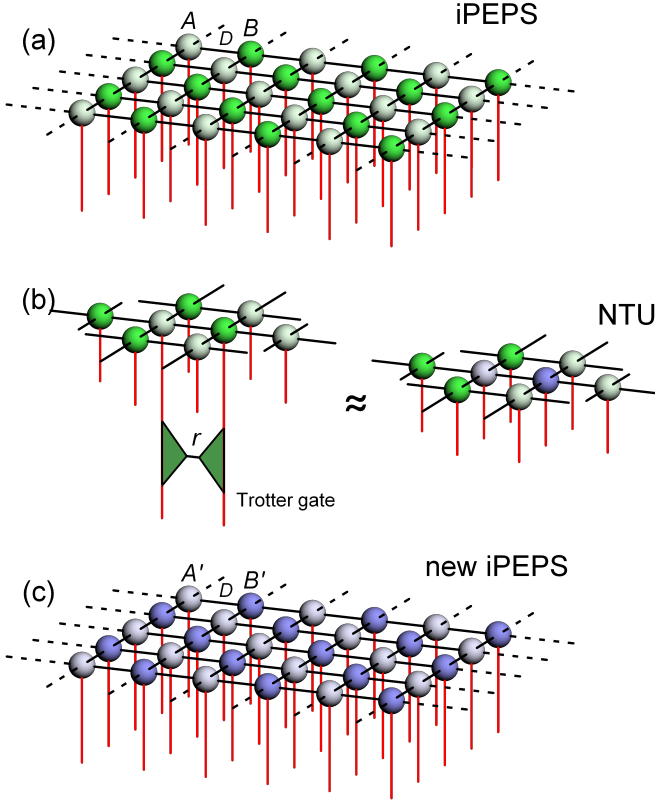 (a)
iPEPS
A
D
B
(b)
NTU
≈
r
Trotter gate
(c)
new iPEPS
A'
D
B'